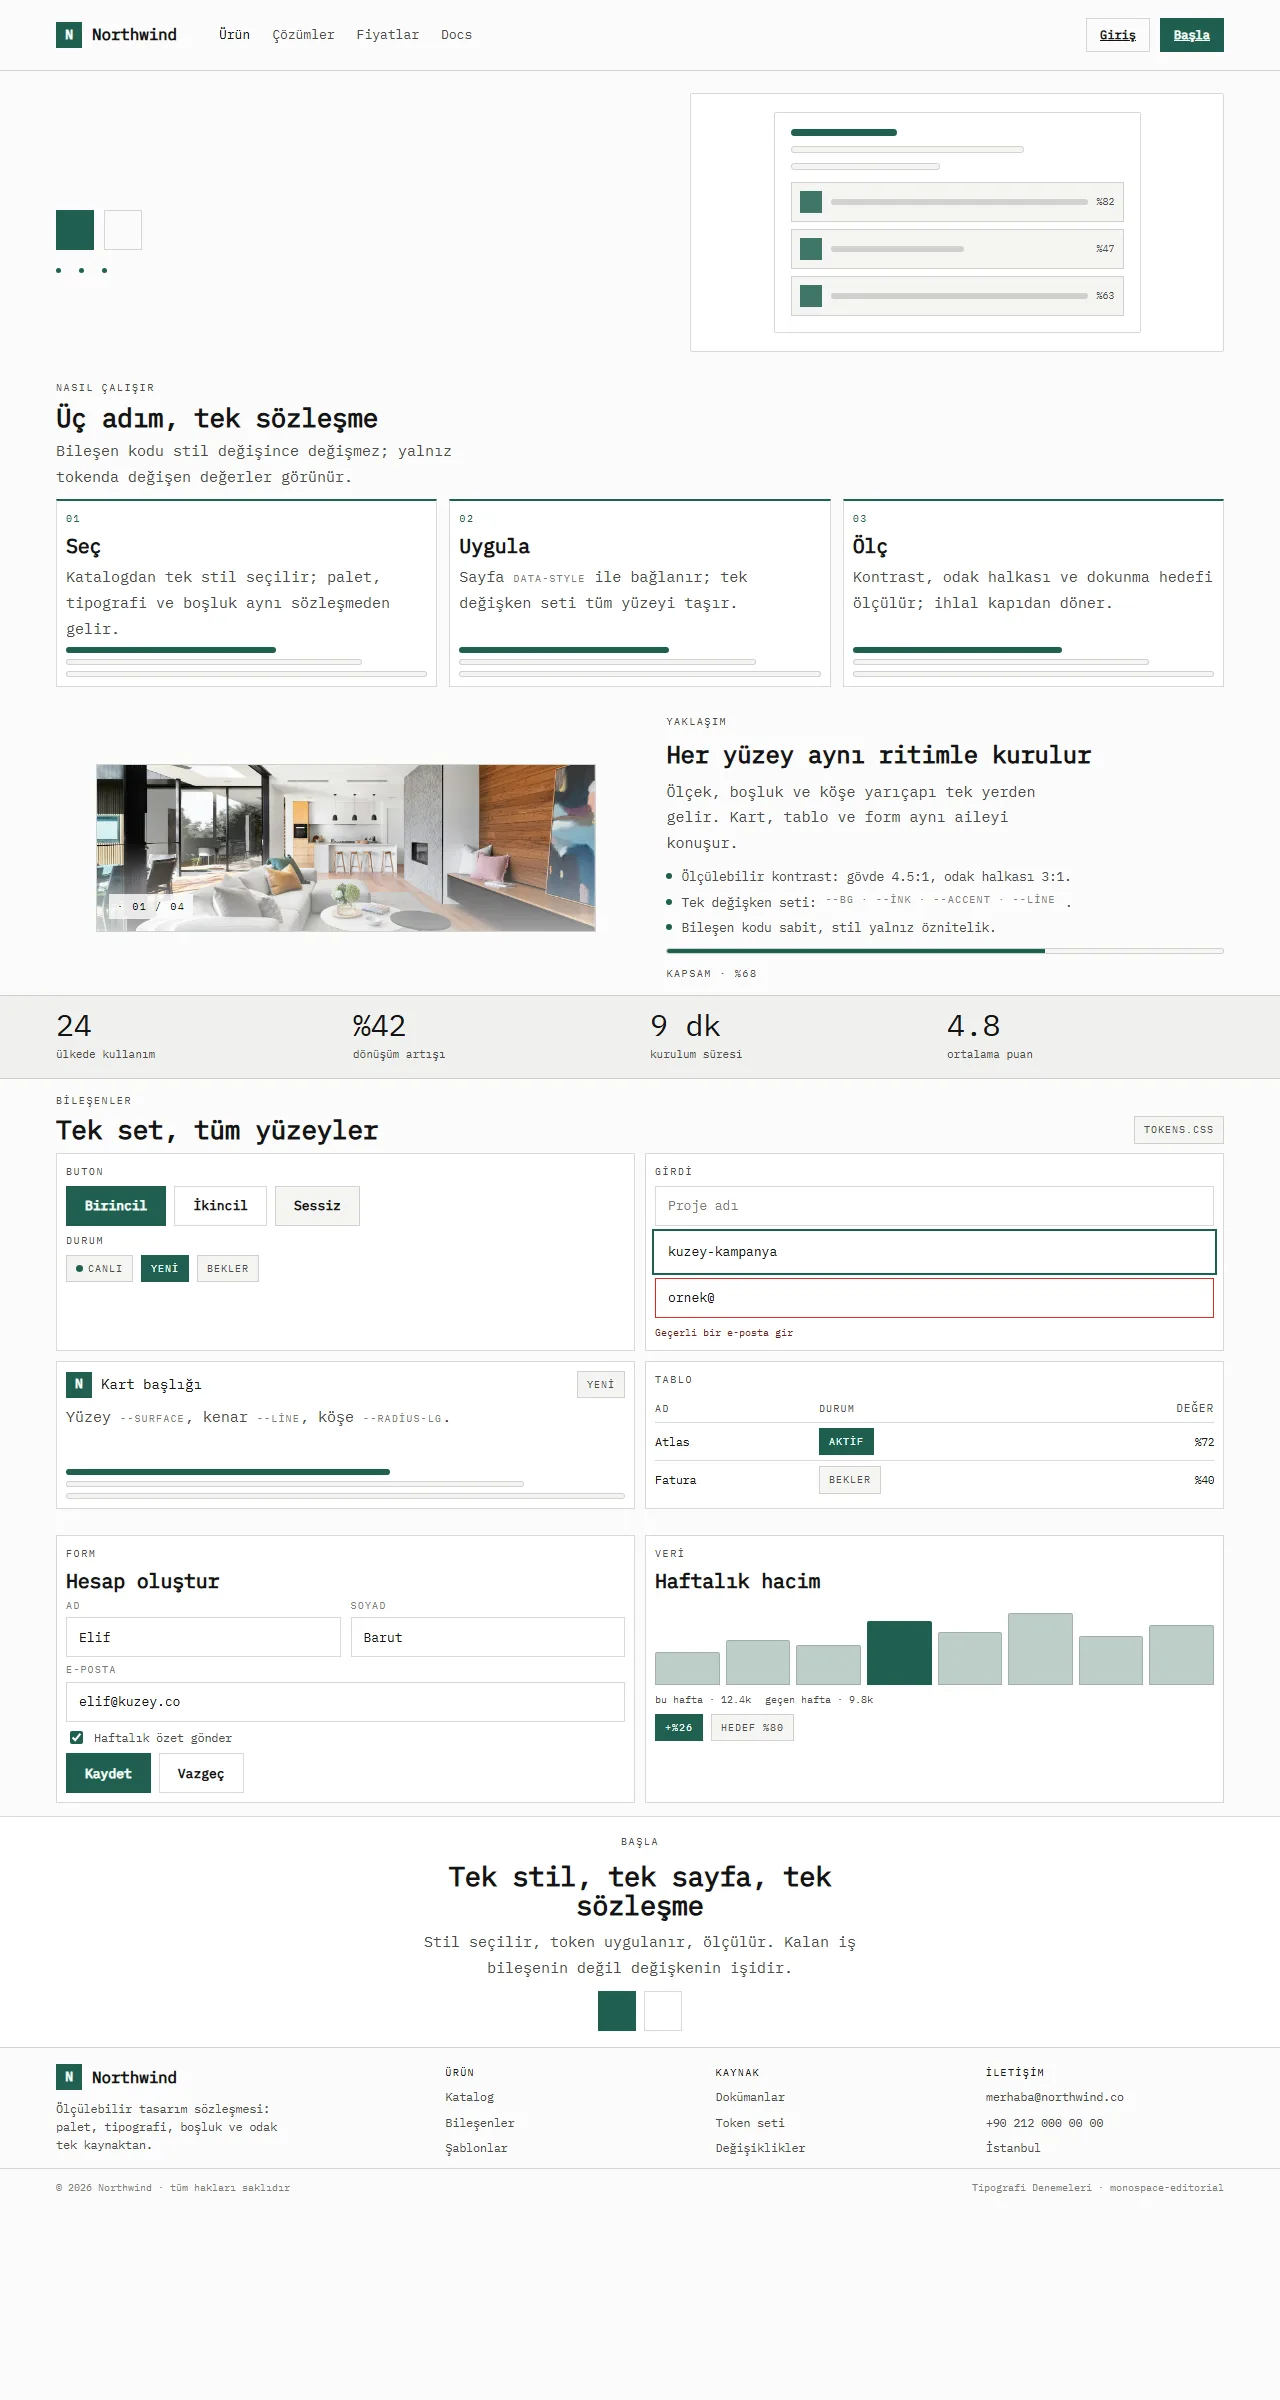 N Northwind Ürün Çözümler Fiyatlar Docs Giriş Başla
%82
%47
%63
NASIL ÇALIŞIR
Üç adım, tek sözleşme
Bileşen kodu stil değişince değişmez; yalnız
tokenda değişen değerler görünür.
01
Seç
Katalogdan tek stil seçilir; palet,
tipografi ve boşluk aynı sözleşmeden
gelir.
02
Uygula
Sayfa DATA-STYLE ile bağlanır; tek
değişken seti tüm yüzeyi taşır.
03
Ölç
Kontrast, odak halkası ve dokunma hedefi
ölçülür; ihlal kapıdan döner.
· 01 / 04
YAKLAŞIM
Her yüzey aynı ritimle kurulur
Ölçek, boşluk ve köşe yarıçapı tek yerden
gelir. Kart, tablo ve form aynı aileyi
konuşur.
Ölçülebilir kontrast: gövde 4.5:1, odak halkası 3:1.
Tek değişken seti: --BG · --İNK · --ACCENT · --LİNE .
Bileşen kodu sabit, stil yalnız öznitelik.
KAPSAM · %68
24
ülkede kullanım
%42
dönüşüm artışı
9 dk
kurulum süresi
4.8
ortalama puan
BİLEŞENLER
Tek set, tüm yüzeyler
TOKENS.CSS
BUTON
Birincil İkincil Sessiz
DURUM
CANLI YENİ BEKLER
GİRDİ
Proje adı
kuzey-kampanya
ornek@
Geçerli bir e-posta gir
N Kart başlığı YENİ
Yüzey --SURFACE, kenar --LİNE, köşe --RADİUS-LG.
TABLO
AD DURUM DEĞER
Atlas AKTİF %72
Fatura BEKLER %40
FORM
Hesap oluştur
AD SOYAD
Elif Barut
E-POSTA
elif@kuzey.co
Haftalık özet gönder
Kaydet Vazgeç
VERİ
Haftalık hacim
bu hafta · 12.4k geçen hafta · 9.8k
+%26 HEDEF %80
BAŞLA
Tek stil, tek sayfa, tek
sözleşme
Stil seçilir, token uygulanır, ölçülür. Kalan iş
bileşenin değil değişkenin işidir.
N Northwind
Ölçülebilir tasarım sözleşmesi:
palet, tipografi, boşluk ve odak
tek kaynaktan.
ÜRÜN
Katalog
Bileşenler
Şablonlar
KAYNAK
Dokümanlar
Token seti
Değişiklikler
İLETİŞİM
merhaba@northwind.co
+90 212 000 00 00
İstanbul
© 2026 Northwind · tüm hakları saklıdır
Tipografi Denemeleri · monospace-editorial